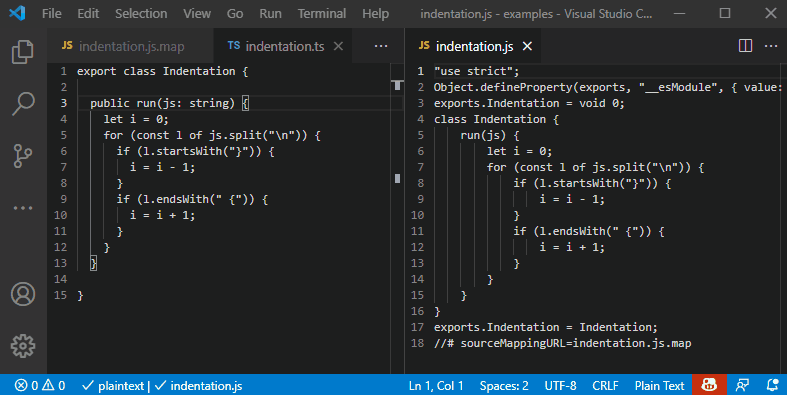 File Edit Selection View Go Run Terminal Help indentation.js - examples - Visual Studio C...
JS indentation.js.map TS indentation.ts
1 export class Indentation {
2
3 public run(js: string) {
4 let i = 0;
5 for (const l of js.split("\n")) {
6 if (l.startsWith("}")) {
7 i = i - 1;
8 }
9 if (l.endsWith(" {")) {
10 i = i + 1;
11 }
12 }
13 }
14
15 }
JS indentation.js
1 "use strict";
2 Object.defineProperty(exports, "__esModule", { value:
3 exports.Indentation = void 0;
4 class Indentation {
5 run(js) {
6 let i = 0;
7 for (const l of js.split("\n")) {
8 if (l.startsWith("}")) {
9 i = i - 1;
10 }
11 if (l.endsWith(" {")) {
12 i = i + 1;
13 }
14 }
15 }
16 }
17 exports.Indentation = Indentation;
18 //# sourceMappingURL=indentation.js.map
0 0 plaintext | indentation.js Ln 1, Col 1 Spaces: 2 UTF-8 CRLF Plain Text